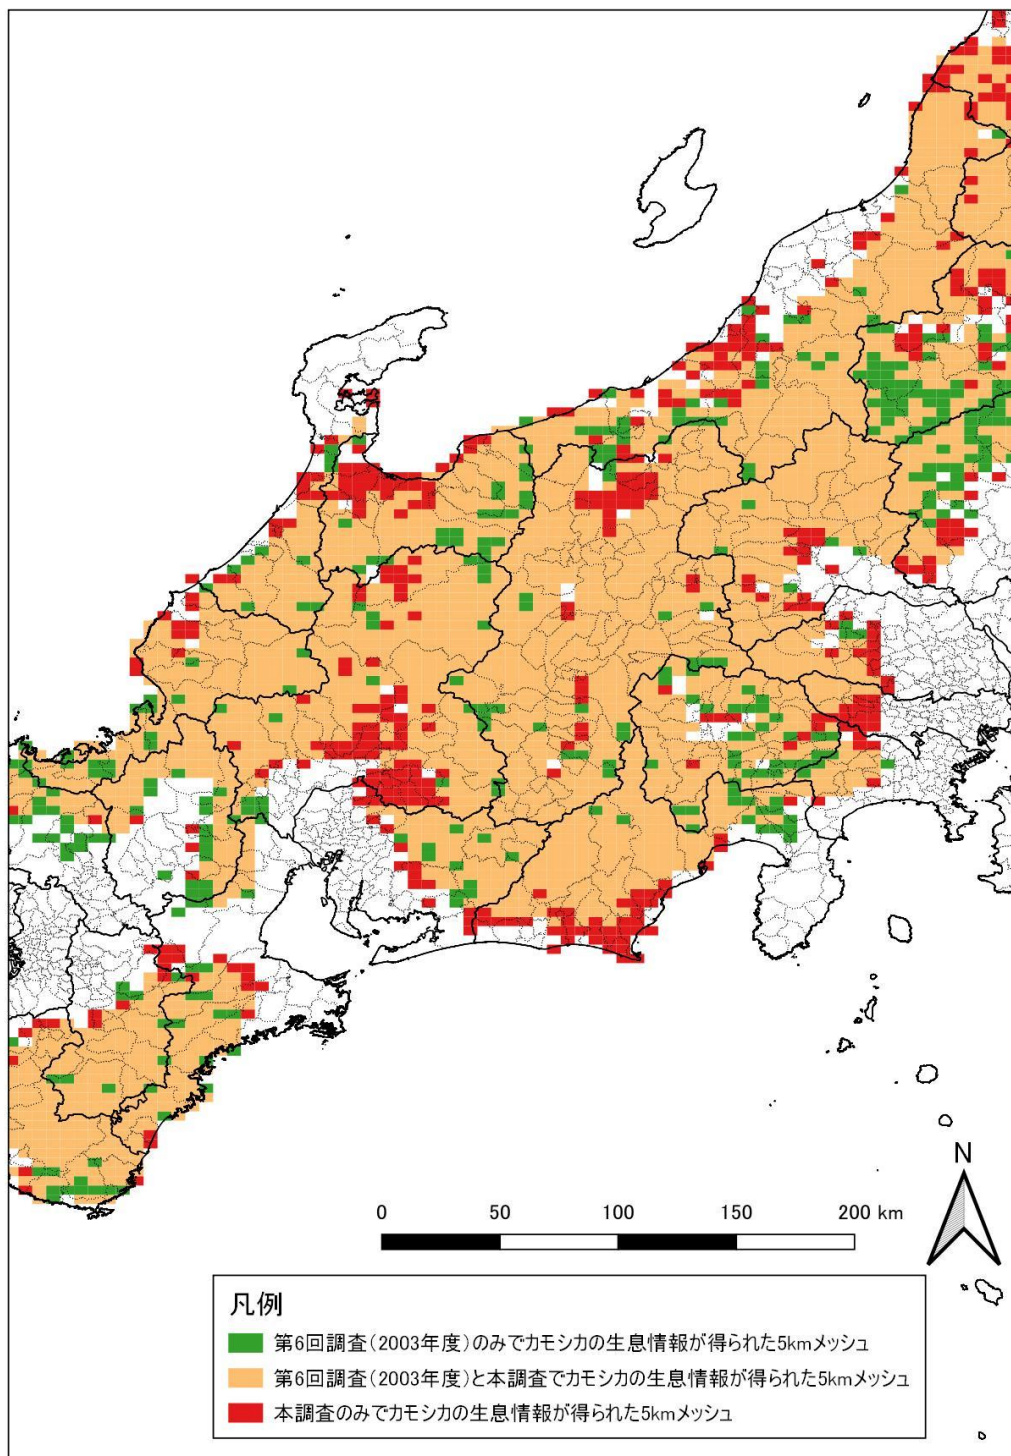 N
0 50 100 150 200 km
凡例
第6回調査(2003年度)のみでカモシカの生息情報が得られた5kmメッシュ
第6回調査(2003年度)と本調査でカモシカの生息情報が得られた5kmメッシュ
本調査のみでカモシカの生息情報が得られた5kmメッシュ